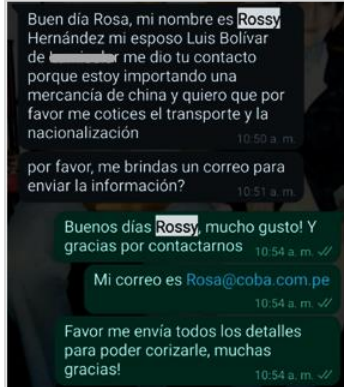 Buen día Rosa, mi nombre es Rossy
Hernández mi esposo Luis Bolívar
de me dio tu contacto
porque estoy importando una
mercancía de china y quiero que por
favor me cotices el transporte y la
nacionalización
10:50 a. m.
por favor, me brindas un correo para
enviar la información?
10:51 a. m.
Buenos días Rossy, mucho gusto! Y
gracias por contactarnos 10:54 a. m.
Mi correo es Rosa@coba.com.pe
10:54 a. m.
Favor me envía todos los detalles
para poder corizarle, muchas
gracias! 10:54 a. m.